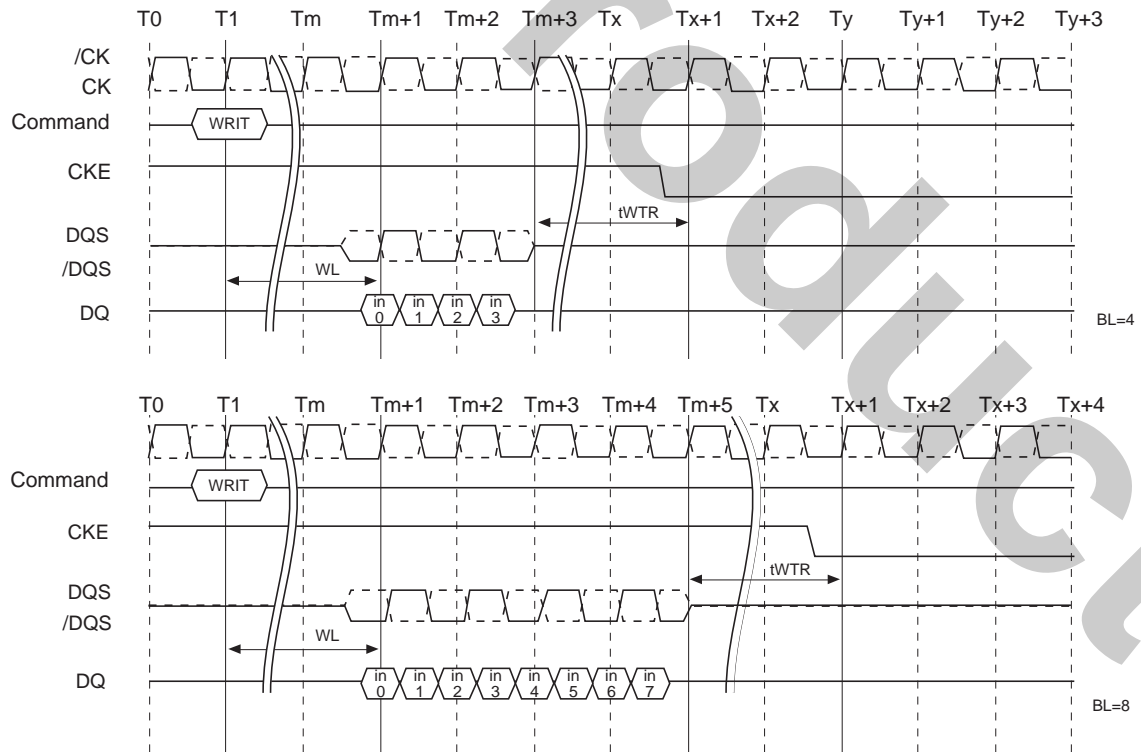 T0 T1 Tm Tm+1 Tm+2 Tm+3 Tx Tx+1 Tx+2 Ty Ty+1 Ty+2 Ty+3
/CK
CK
Command WRIT
CKE
tWTR
DQS
/DQS
WL
DQ in 0 in 1 in 2 in 3
BL=4
T0 T1 Tm Tm+1 Tm+2 Tm+3 Tm+4 Tm+5 Tx Tx+1 Tx+2 Tx+3 Tx+4
Command WRIT
CKE
tWTR
DQS
/DQS
WL
DQ in 0 in 1 in 2 in 3 in 4 in 5 in 6 in 7
BL=8
roduct